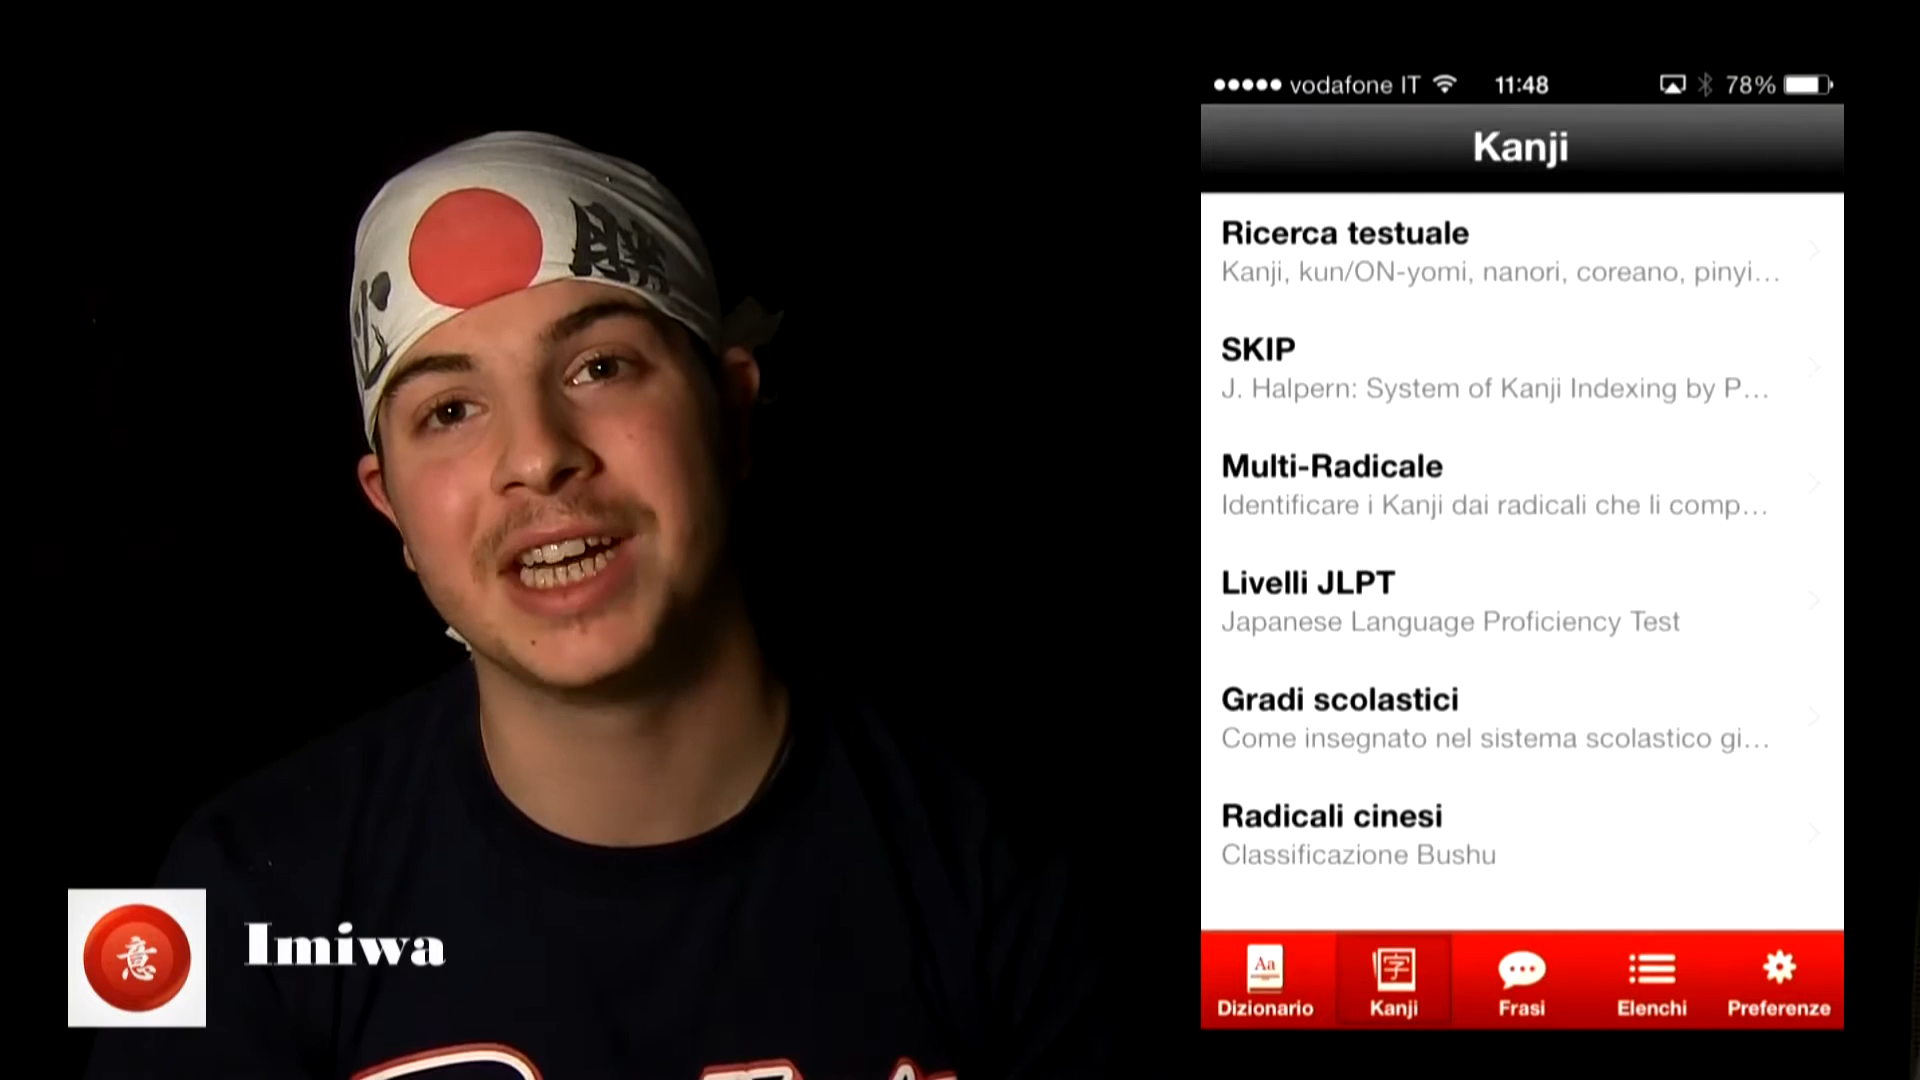 必 勝
vodafone IT 11:48 78%
Kanji
Ricerca testuale
Kanji, kun/ON-yomi, nanori, coreano, pinyi...
SKIP
J. Halpern: System of Kanji Indexing by P...
Multi-Radicale
Identificare i Kanji dai radicali che li comp...
Livelli JLPT
Japanese Language Proficiency Test
Gradi scolastici
Come insegnato nel sistema scolastico gi...
Radicali cinesi
Classificazione Bushu
Aa
字
Dizionario Kanji Frasi Elenchi Preferenze
意
Imiwa